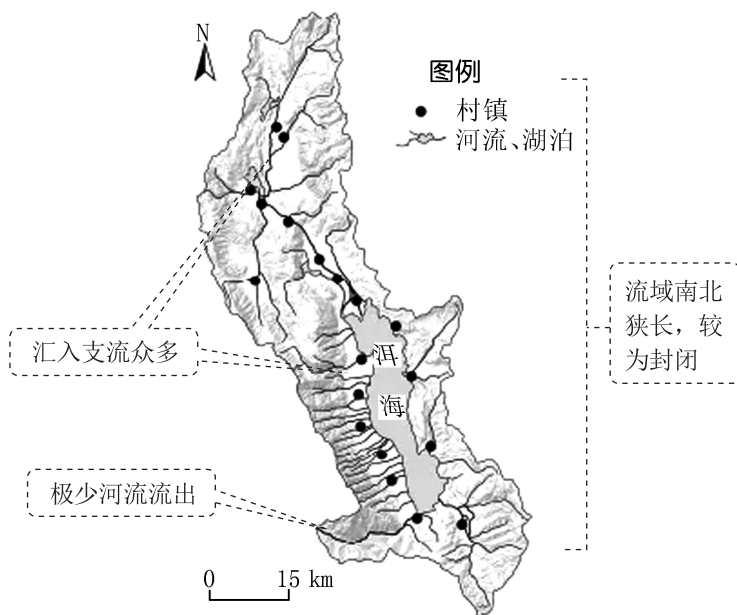 N
图例
村镇
河流、湖泊
流域南北
狭长，较
为封闭
汇入支流众多
洱
海
极少河流流出
0 15 km